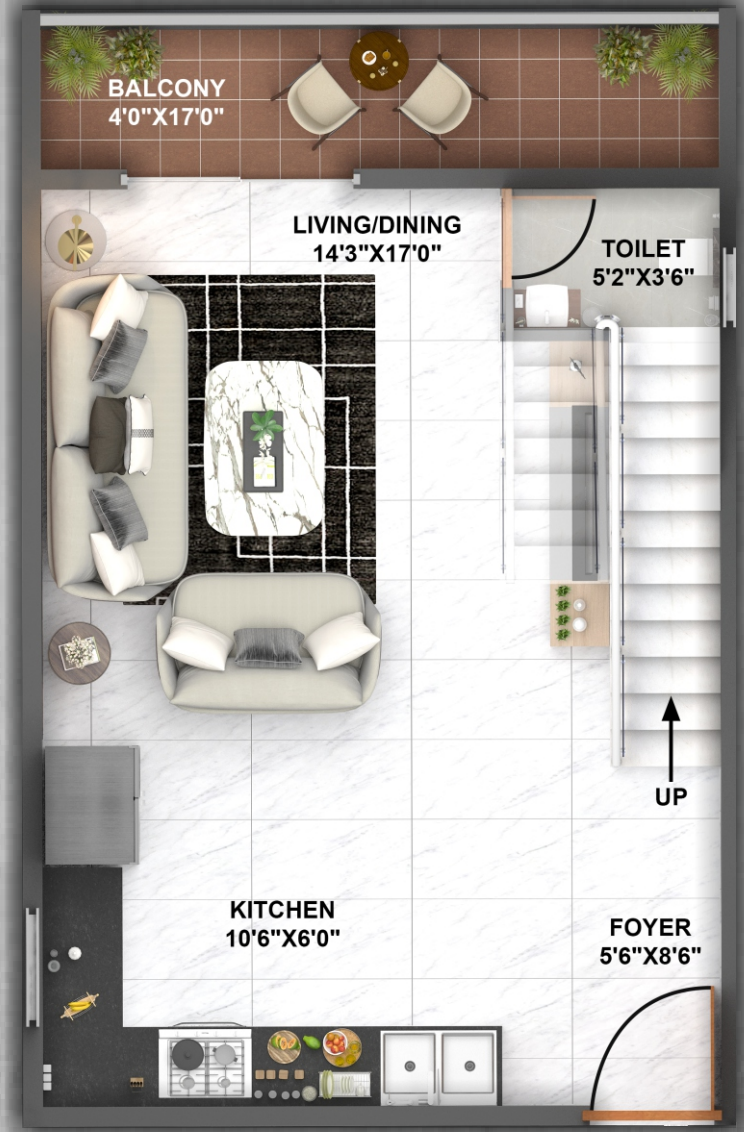 BALCONY
4'0"X17'0"
LIVING/DINING
14'3"X17'0"
TOILET
5'2"X3'6"
UP
KITCHEN
10'6"X6'0"
FOYER
5'6"X8'6"